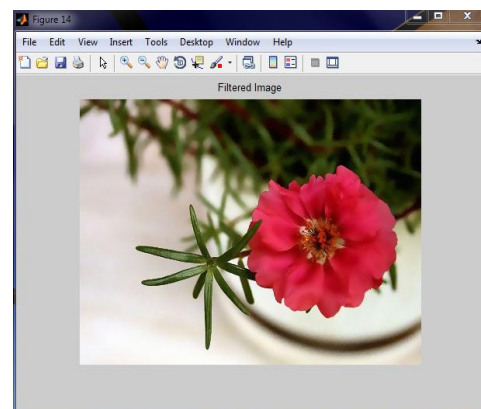 Figure 14
File Edit View Insert Tools Desktop Window Help
Filtered Image